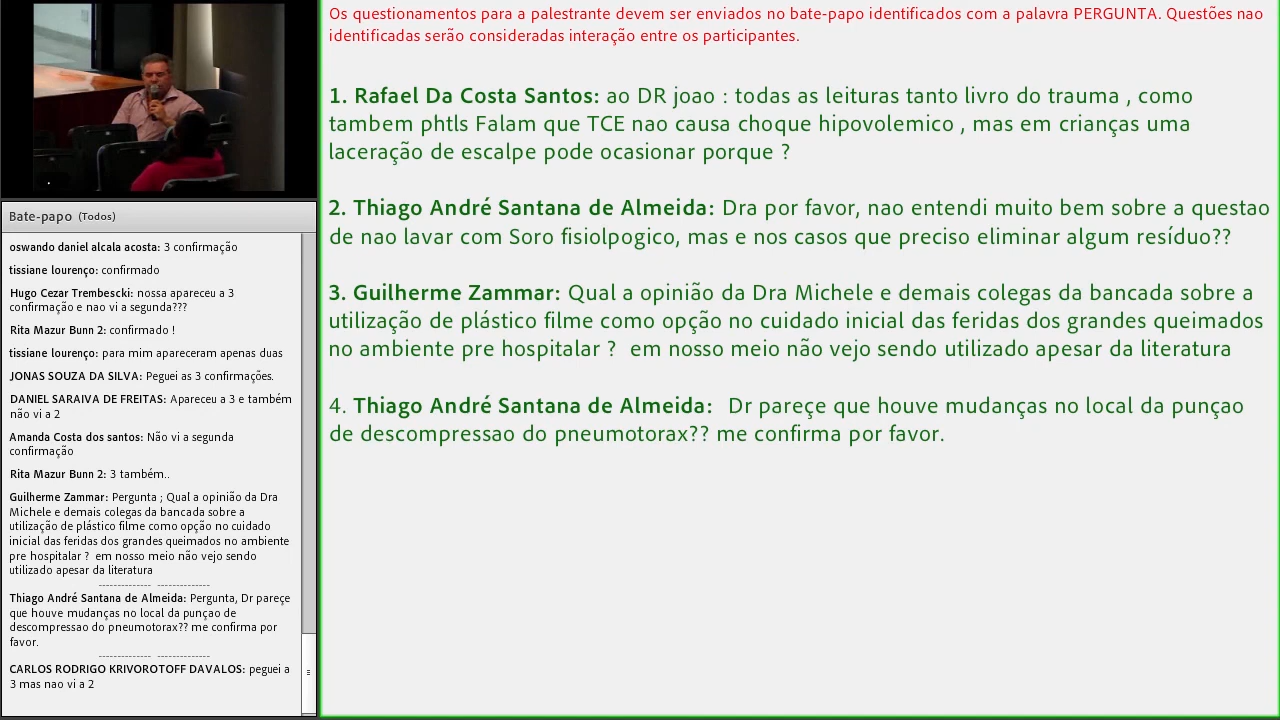 Os questionamentos para a palestrante devem ser enviados no bate-papo identificados com a palavra PERGUNTA. Questões nao
identificadas serão consideradas interação entre os participantes.
1. Rafael Da Costa Santos: ao DR joao : todas as leituras tanto livro do trauma , como
tambem phtls Falam que TCE nao causa choque hipovolemico , mas em crianças uma
laceração de escalpe pode ocasionar porque ?
2. Thiago André Santana de Almeida: Dra por favor, nao entendi muito bem sobre a questao
de nao lavar com Soro fisiolpogico, mas e nos casos que preciso eliminar algum resíduo??
3. Guilherme Zammar: Qual a opinião da Dra Michele e demais colegas da bancada sobre a
utilização de plástico filme como opção no cuidado inicial das feridas dos grandes queimados
no ambiente pre hospitalar ?  em nosso meio não vejo sendo utilizado apesar da literatura
4. Thiago André Santana de Almeida:  Dr pareçe que houve mudanças no local da punçao
de descompressao do pneumotorax?? me confirma por favor.
Bate-papo (Todos)
oswando daniel alcala acosta: 3 confirmação
tissiane lourenço: confirmado
Hugo Cezar Trembescki: nossa apareceu a 3
confirmação e nao vi a segunda???
Rita Mazur Bunn 2: confirmado !
tissiane lourenço: para mim apareceram apenas duas
JONAS SOUZA DA SILVA: Peguei as 3 confirmações.
DANIEL SARAIVA DE FREITAS: Apareceu a 3 e também
não vi a 2
Amanda Costa dos santos: Não vi a segunda
confirmação
Rita Mazur Bunn 2: 3 também..
Guilherme Zammar: Pergunta ; Qual a opinião da Dra
Michele e demais colegas da bancada sobre a
utilização de plástico filme como opção no cuidado
inicial das feridas dos grandes queimados no ambiente
pre hospitalar ?  em nosso meio não vejo sendo
utilizado apesar da literatura
-------------- --------------
Thiago André Santana de Almeida: Pergunta, Dr pareçe
que houve mudanças no local da punçao de
descompressao do pneumotorax?? me confirma por
favor.
-------------- --------------
CARLOS RODRIGO KRIVOROTOFF DAVALOS: peguei a
3 mas nao vi a 2